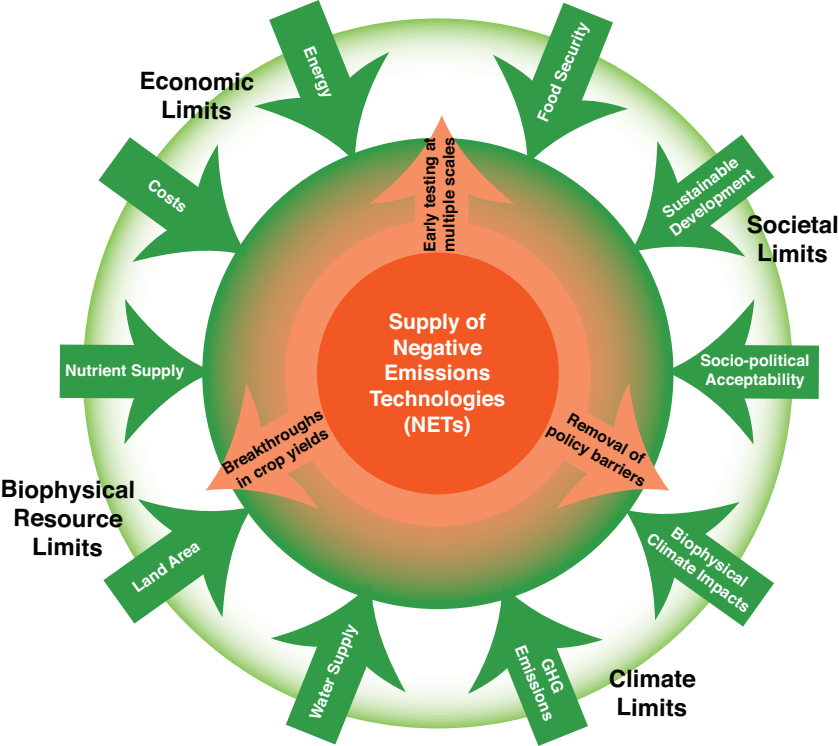 Energy
Food Security
Economic
Limits
Early testing at
multiple scales
Costs
Sustainable
Development
Societal
Limits
Supply of
Negative
Emissions
Technologies
(NETs)
Nutrient Supply
Socio-political
Acceptability
Breakthroughs
in crop yields
Removal of
policy barriers
Biophysical
Resource
Limits
Land Area
Biophysical
Climate Impacts
Water Supply
GHG
Emissions
Climate
Limits